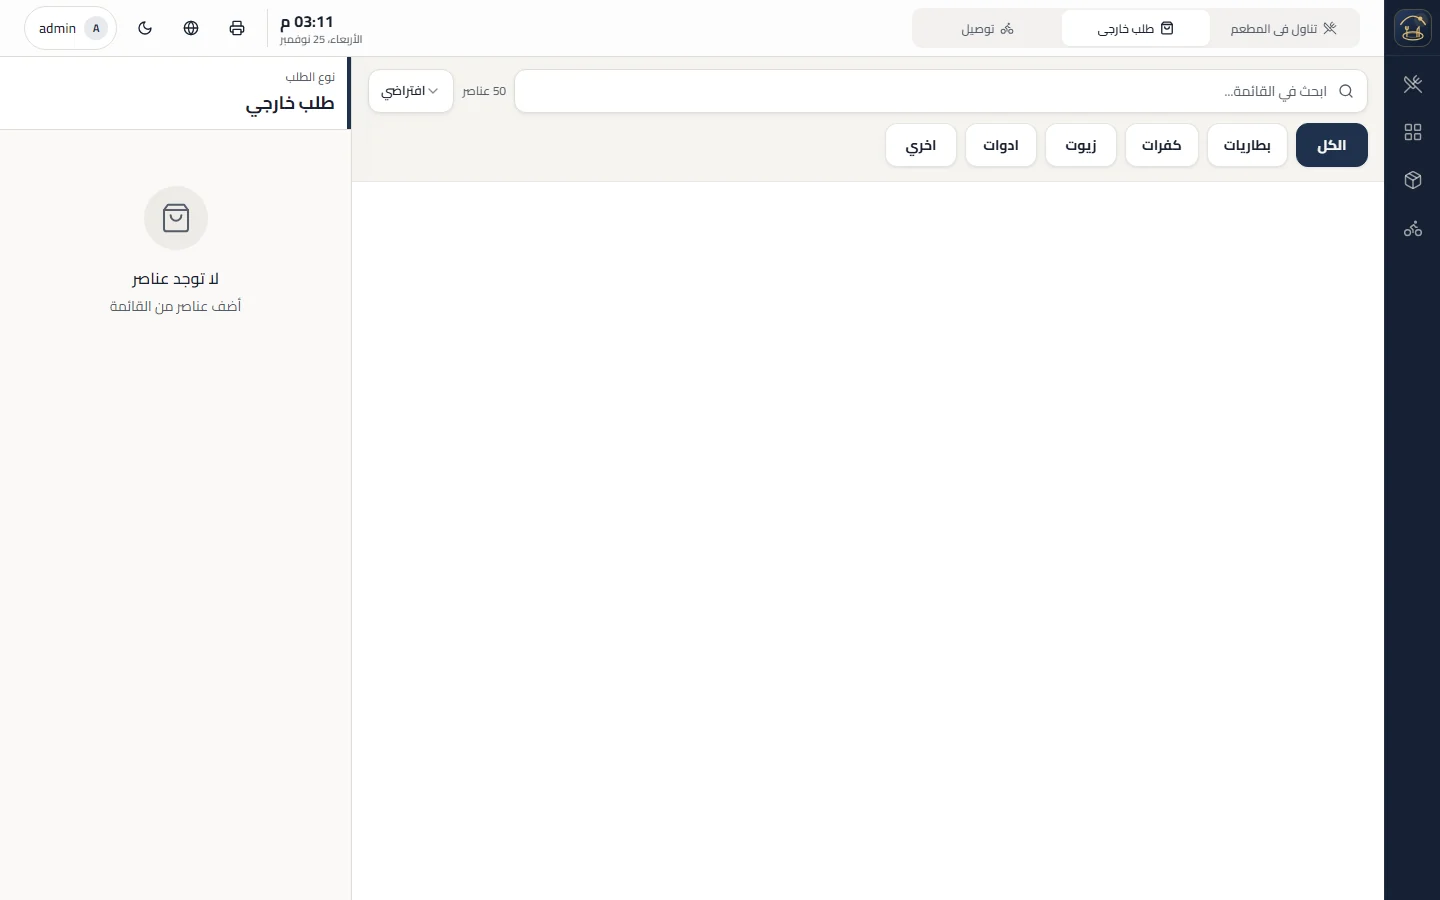 تناول في المطعم
طلب خارجي
توصيل
03:11 م
الأربعاء، 25 نوفمبر
A
admin
ابحث في القائمة...
50 عناصر
افتراضي
الكل
بطاريات
كفرات
زيوت
ادوات
اخري
نوع الطلب
طلب خارجي
لا توجد عناصر
أضف عناصر من القائمة